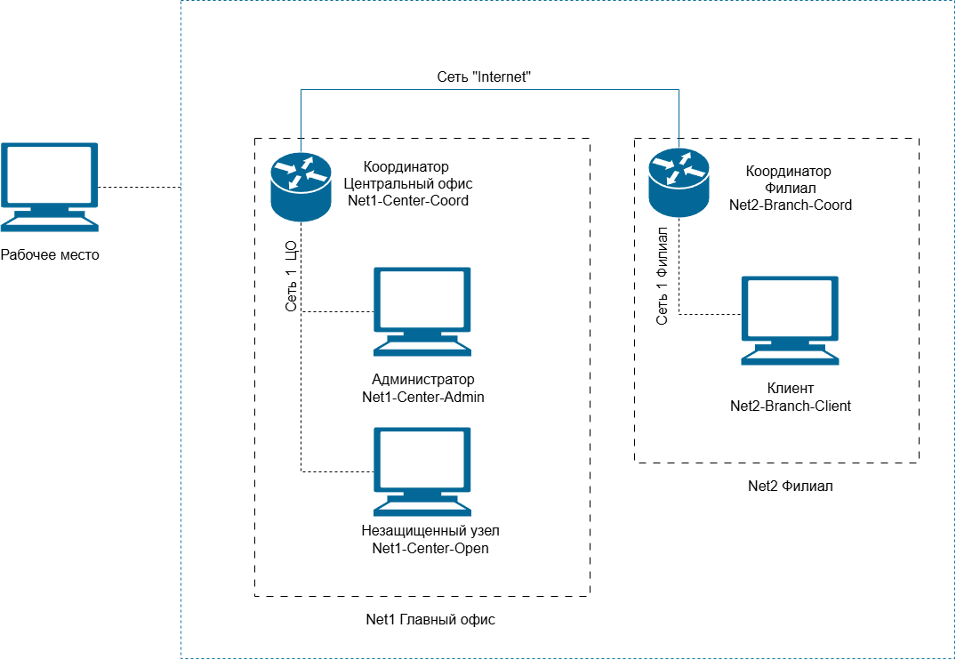 Сеть "Internet"
Рабочее место
Координатор
Центральный офис
Net1-Center-Coord
Сеть 1 ЦО
Администратор
Net1-Center-Admin
Незащищенный узел
Net1-Center-Open
Net1 Главный офис
Координатор
Филиал
Net2-Branch-Coord
Сеть 1 Филиал
Клиент
Net2-Branch-Client
Net2 Филиал